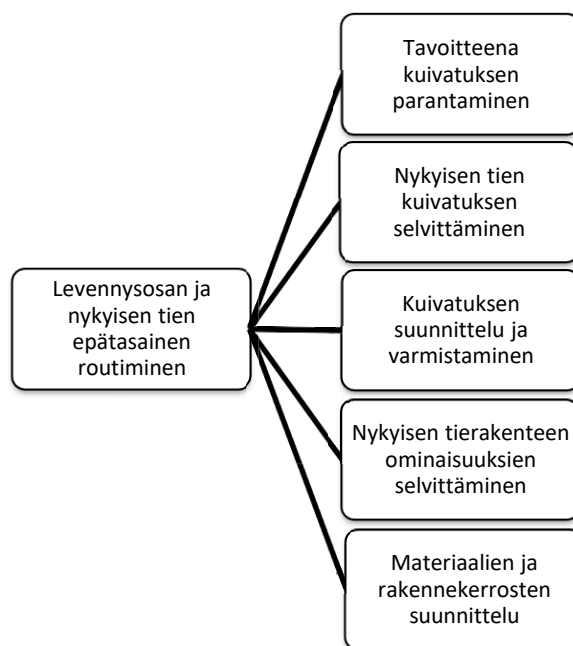 Tavoitteena
kuivatuksen
parantaminen
Nykyisen tien
kuivatuksen
selvittäminen
Levennysosan ja
nykyisen tien
epätasainen
routiminen
Kuivatuksen
suunnittelu ja
varmistaminen
Nykyisen tierakenteen
ominaisuuksien
selvittäminen
Materiaalien ja
rakennekerrosten
suunnittelu